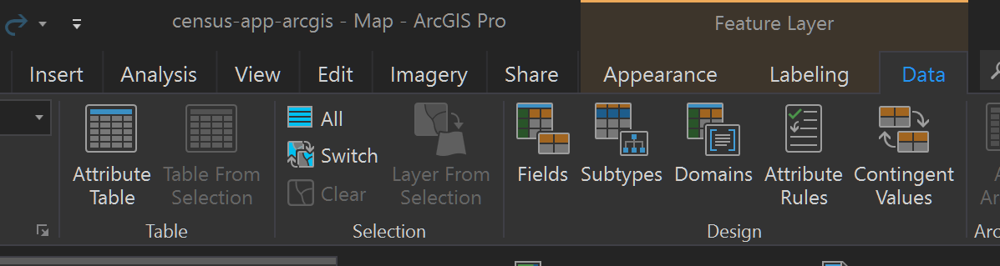 census-app-arcgis - Map - ArcGIS Pro
Feature Layer
Insert Analysis View Edit Imagery Share Appearance Labeling Data
All
Switch
Clear
Attribute Table
Table From Selection
Layer From Selection
Fields
Subtypes
Domains
Attribute Rules
Contingent Values
Table
Selection
Design